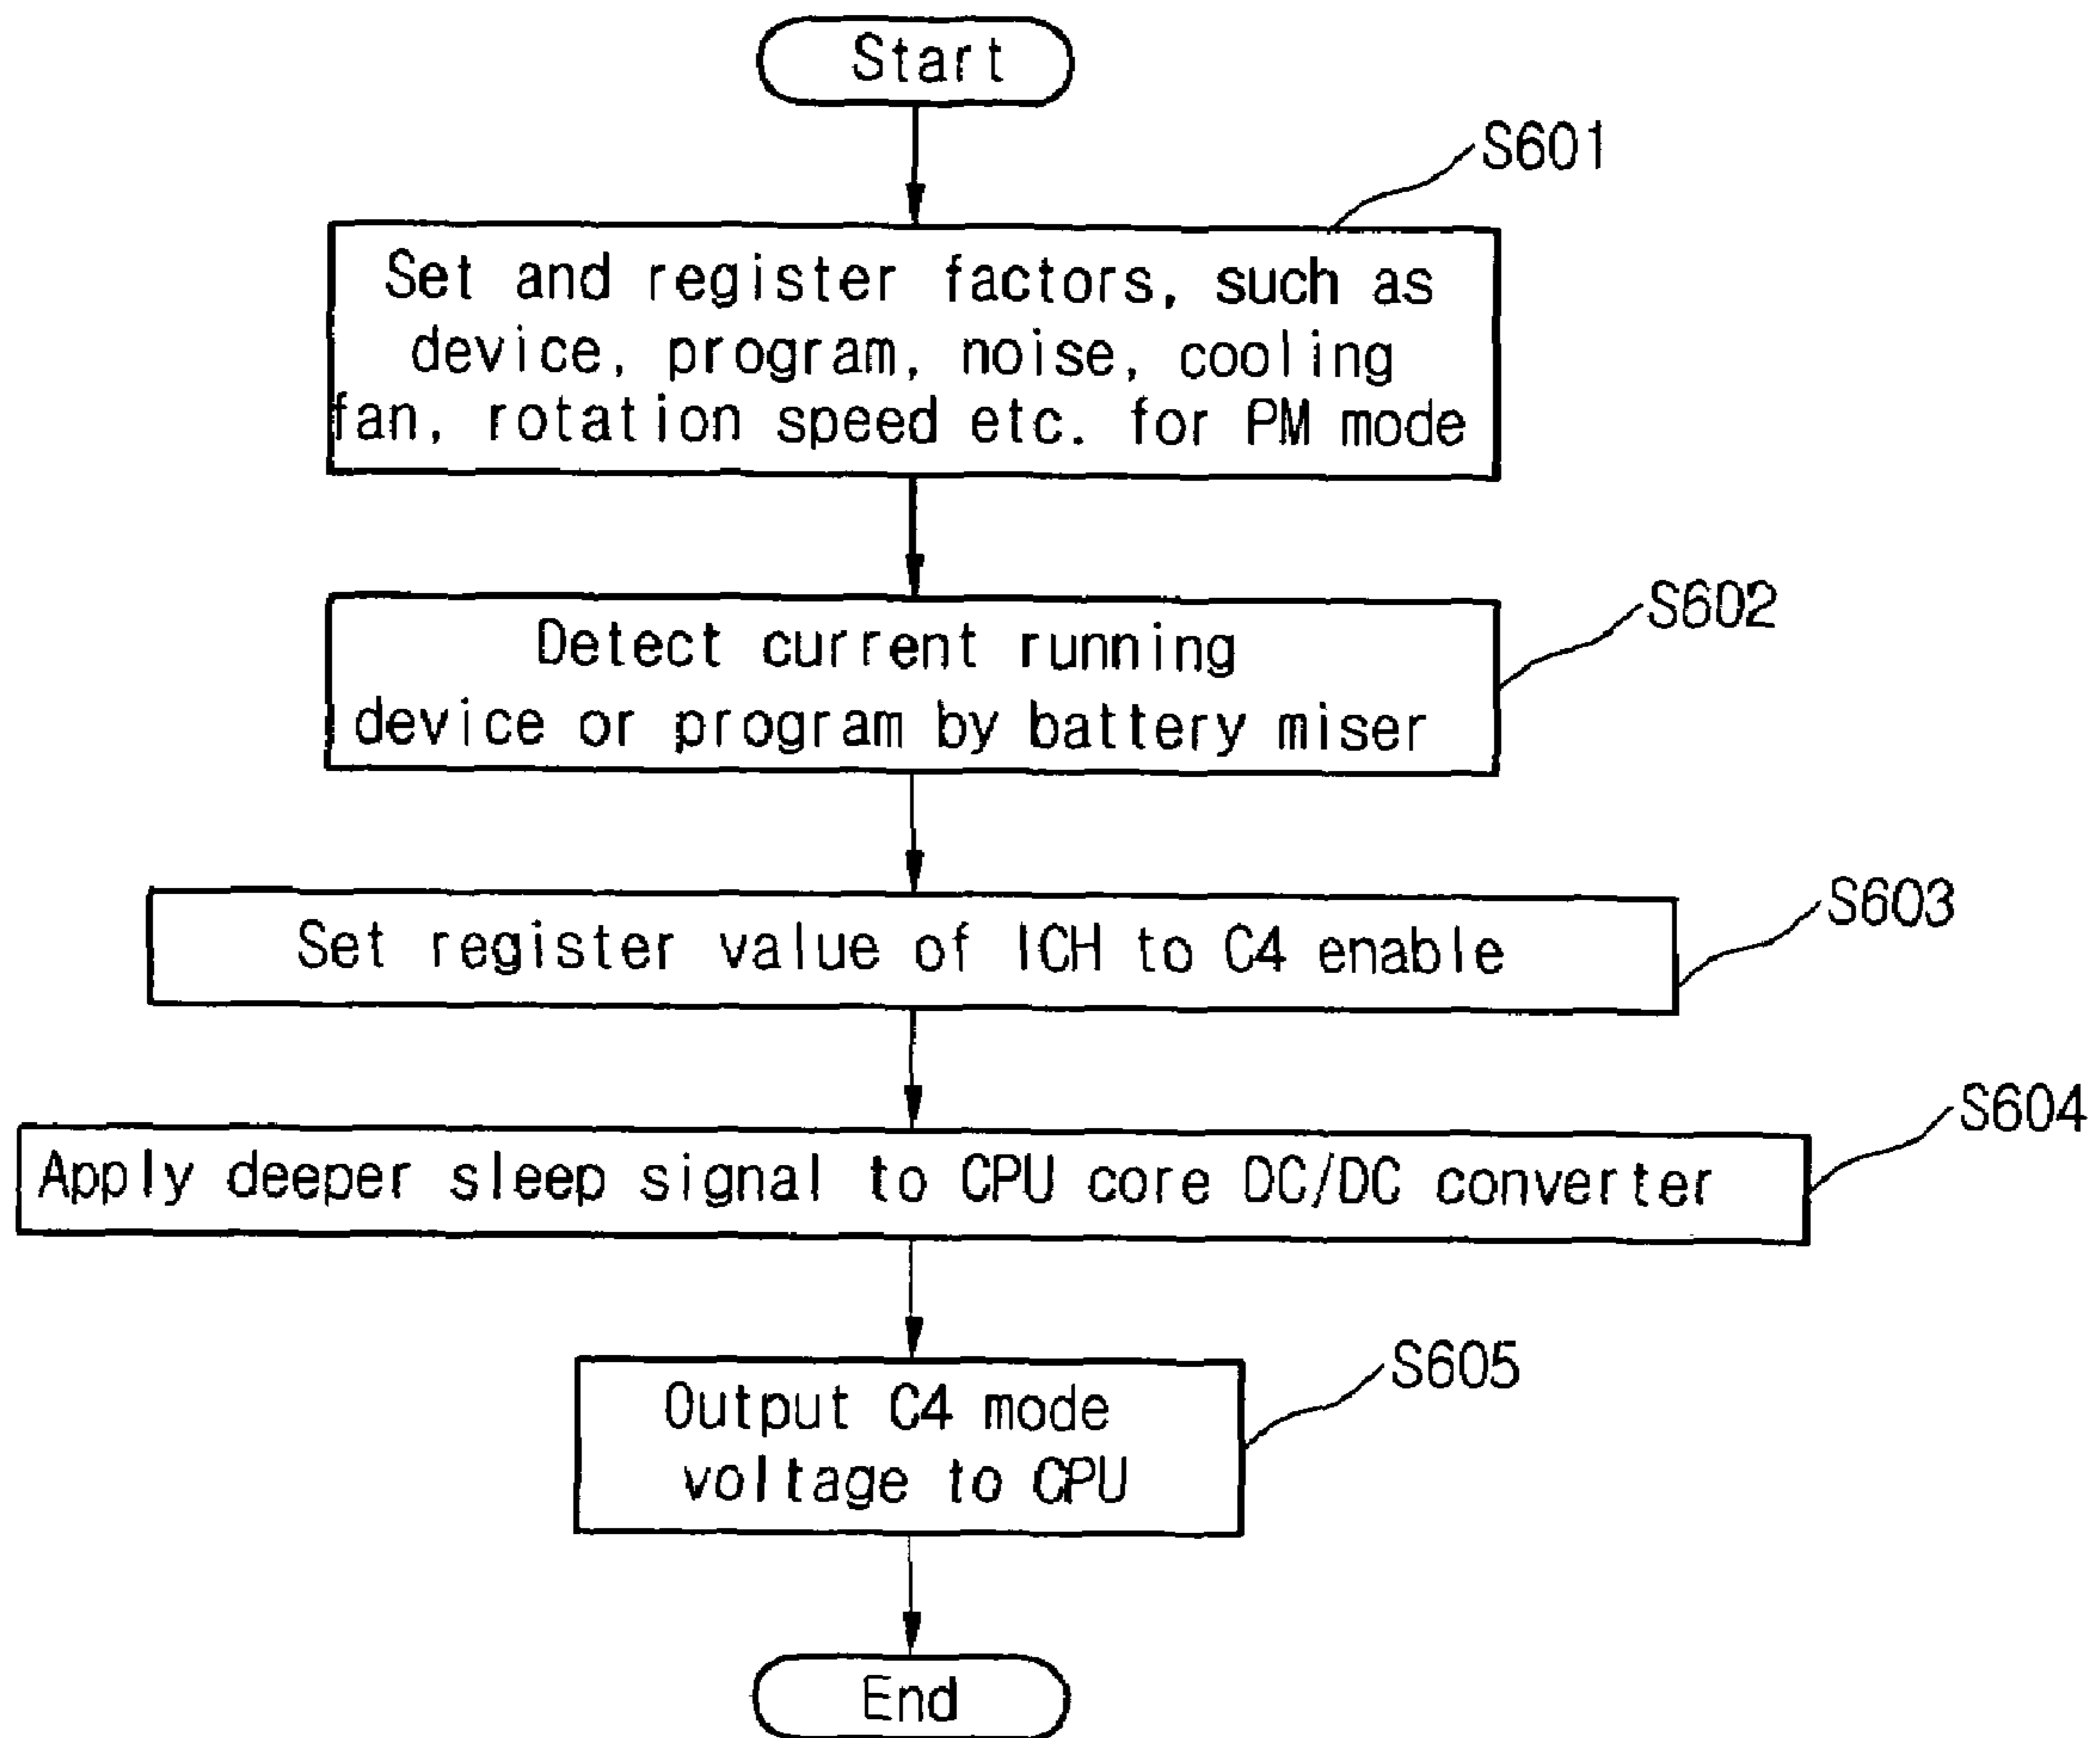 Start
S601
Set and register factors, such as
device, program, noise, cooling
fan, rotation speed etc. for PM mode
S602
Detect current running
device or program by battery miser
S603
Set register value of ICH to C4 enable
S604
Apply deeper sleep signal to CPU core DC/DC converter
S605
Output C4 mode
voltage to CPU
End